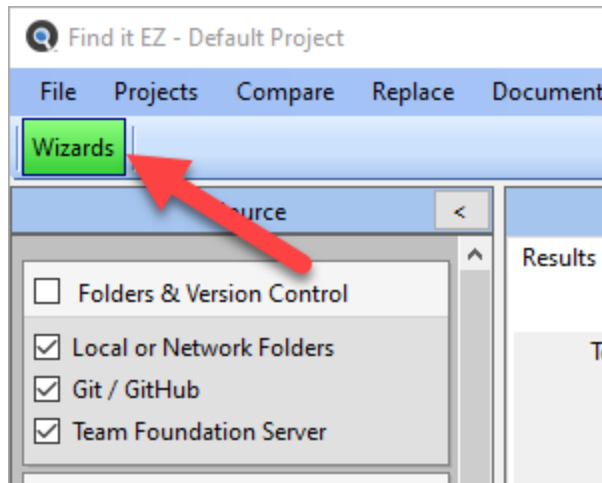 Find it EZ - Default Project
File Projects Compare Replace Document
Wizards
<
Results
Folders & Version Control
Local or Network Folders
Git / GitHub
Team Foundation Server